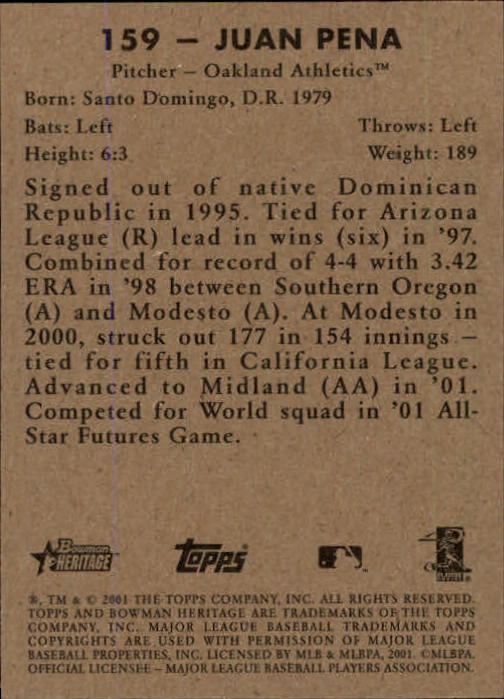 159 – JUAN PENA
Pitcher – Oakland Athletics™
Born: Santo Domingo, D.R. 1979
Bats: Left Throws: Left
Height: 6:3 Weight: 189
Signed out of native Dominican
Republic in 1995. Tied for Arizona
League (R) lead in wins (six) in '97.
Combined for record of 4-4 with 3.42
ERA in '98 between Southern Oregon
(A) and Modesto (A). At Modesto in
2000, struck out 177 in 154 innings –
tied for fifth in California League.
Advanced to Midland (AA) in '01.
Competed for World squad in '01 All-
Star Futures Game.
Bowman
HERITAGE
TOPPS
®, TM & © 2001 THE TOPPS COMPANY, INC. ALL RIGHTS RESERVED.
TOPPS AND BOWMAN HERITAGE ARE TRADEMARKS OF THE TOPPS
COMPANY, INC. MAJOR LEAGUE BASEBALL TRADEMARKS AND
COPYRIGHTS ARE USED WITH PERMISSION OF MAJOR LEAGUE
BASEBALL PROPERTIES, INC. LICENSED BY MLB & MLBPA, 2001. ©MLBPA.
OFFICIAL LICENSEE – MAJOR LEAGUE BASEBALL PLAYERS ASSOCIATION.